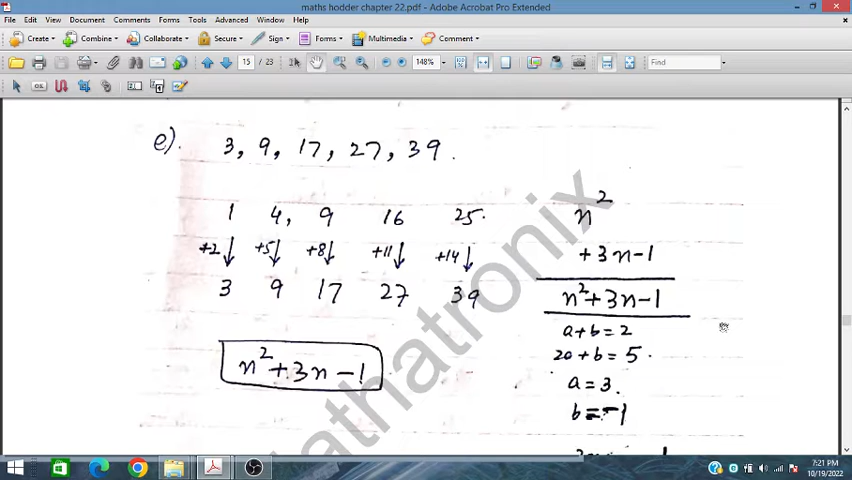 maths hodder chapter 22.pdf - Adobe Acrobat Pro Extended
File Edit View Document Comments Forms Tools Advanced Window Help
Create Combine Collaborate Secure Sign Forms Multimedia Comment
15 / 23 148% Find
e). 3, 9, 17, 27, 39.
1 4, 9 16 25. n²
+2 +5 +8 +11 +14 +3n-1
3 9 17 27 39 n²+3n-1
a+b=2
2a+b=5.
n²+3n-1 a=3.
b=-1
mathatronix
7:21 PM
10/19/2022